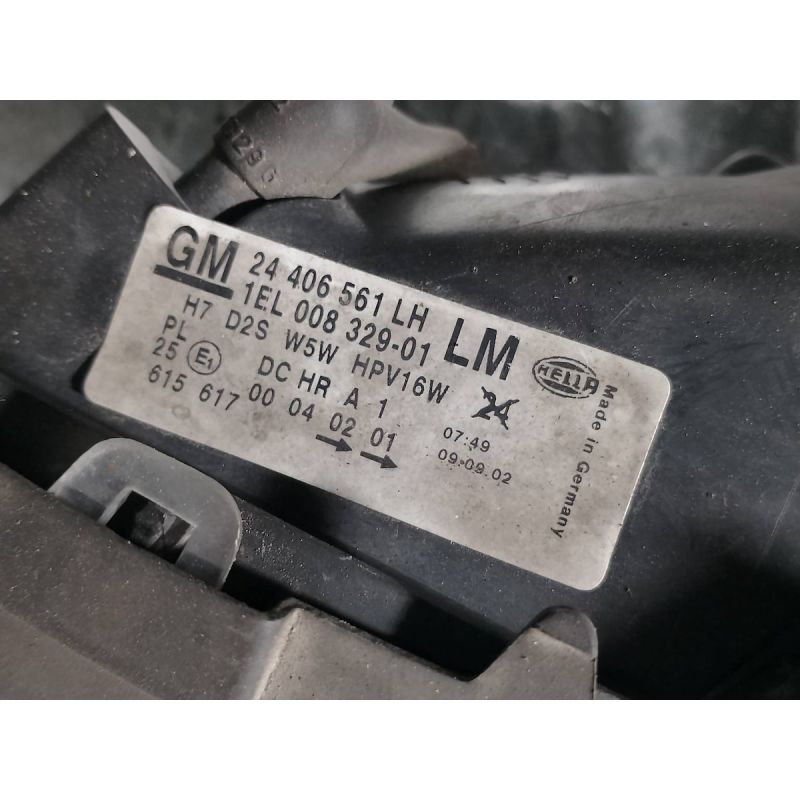 GM 24 406 561 LH
1EL 008 329-01 LM
H7 D2S W5W HPV16W
PL DC HR A 1 24
25 E1 00 04 02 01
615 617
07:49
09.09.02
HELLA
Made in Germany